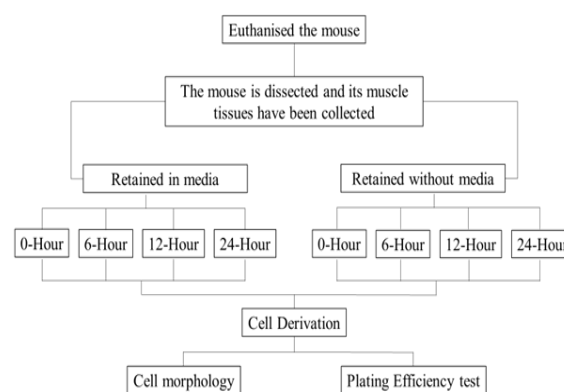 Euthanised the mouse
The mouse is dissected and its muscle
tissues have been collected
Retained in media
Retained without media
0-Hour 6-Hour 12-Hour 24-Hour
0-Hour 6-Hour 12-Hour 24-Hour
Cell Derivation
Cell morphology
Plating Efficiency test